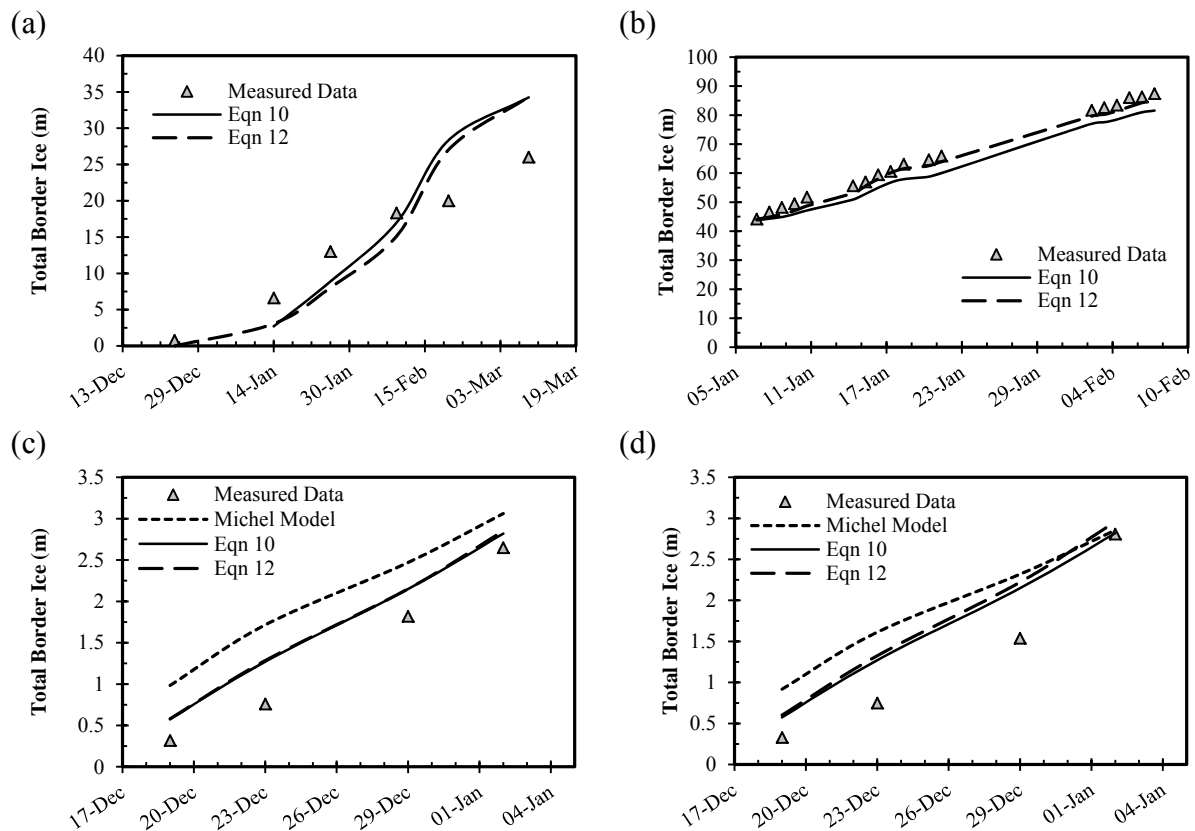 (a)
Total Border Ice (m)
40
35
30
25
20
15
10
5
0
Measured Data
Eqn 10
Eqn 12
13-Dec
29-Dec
14-Jan
30-Jan
15-Feb
03-Mar
19-Mar
(b)
Total Border Ice (m)
100
90
80
70
60
50
40
30
20
10
0
Measured Data
Eqn 10
Eqn 12
05-Jan
11-Jan
17-Jan
23-Jan
29-Jan
04-Feb
10-Feb
(c)
Total Border Ice (m)
3.5
3
2.5
2
1.5
1
0.5
0
Measured Data
Michel Model
Eqn 10
Eqn 12
17-Dec
20-Dec
23-Dec
26-Dec
29-Dec
01-Jan
04-Jan
(d)
Total Border Ice (m)
3.5
3
2.5
2
1.5
1
0.5
0
Measured Data
Michel Model
Eqn 10
Eqn 12
17-Dec
20-Dec
23-Dec
26-Dec
29-Dec
01-Jan
04-Jan